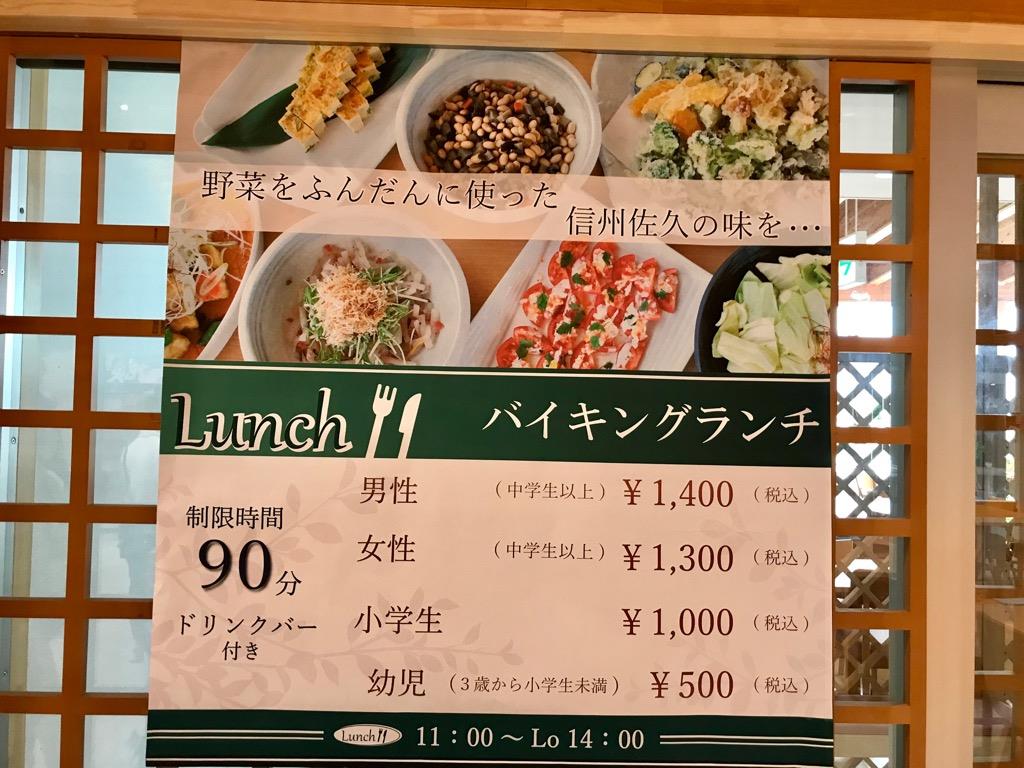 野菜をふんだんに使った
信州佐久の味を…
Lunch バイキングランチ
制限時間
90分
ドリンクバー
付き
男性 (中学生以上) ¥1,400 (税込)
女性 (中学生以上) ¥1,300 (税込)
小学生 ¥1,000 (税込)
幼児 (3歳から小学生未満) ¥500 (税込)
Lunch 11:00～Lo 14:00
7